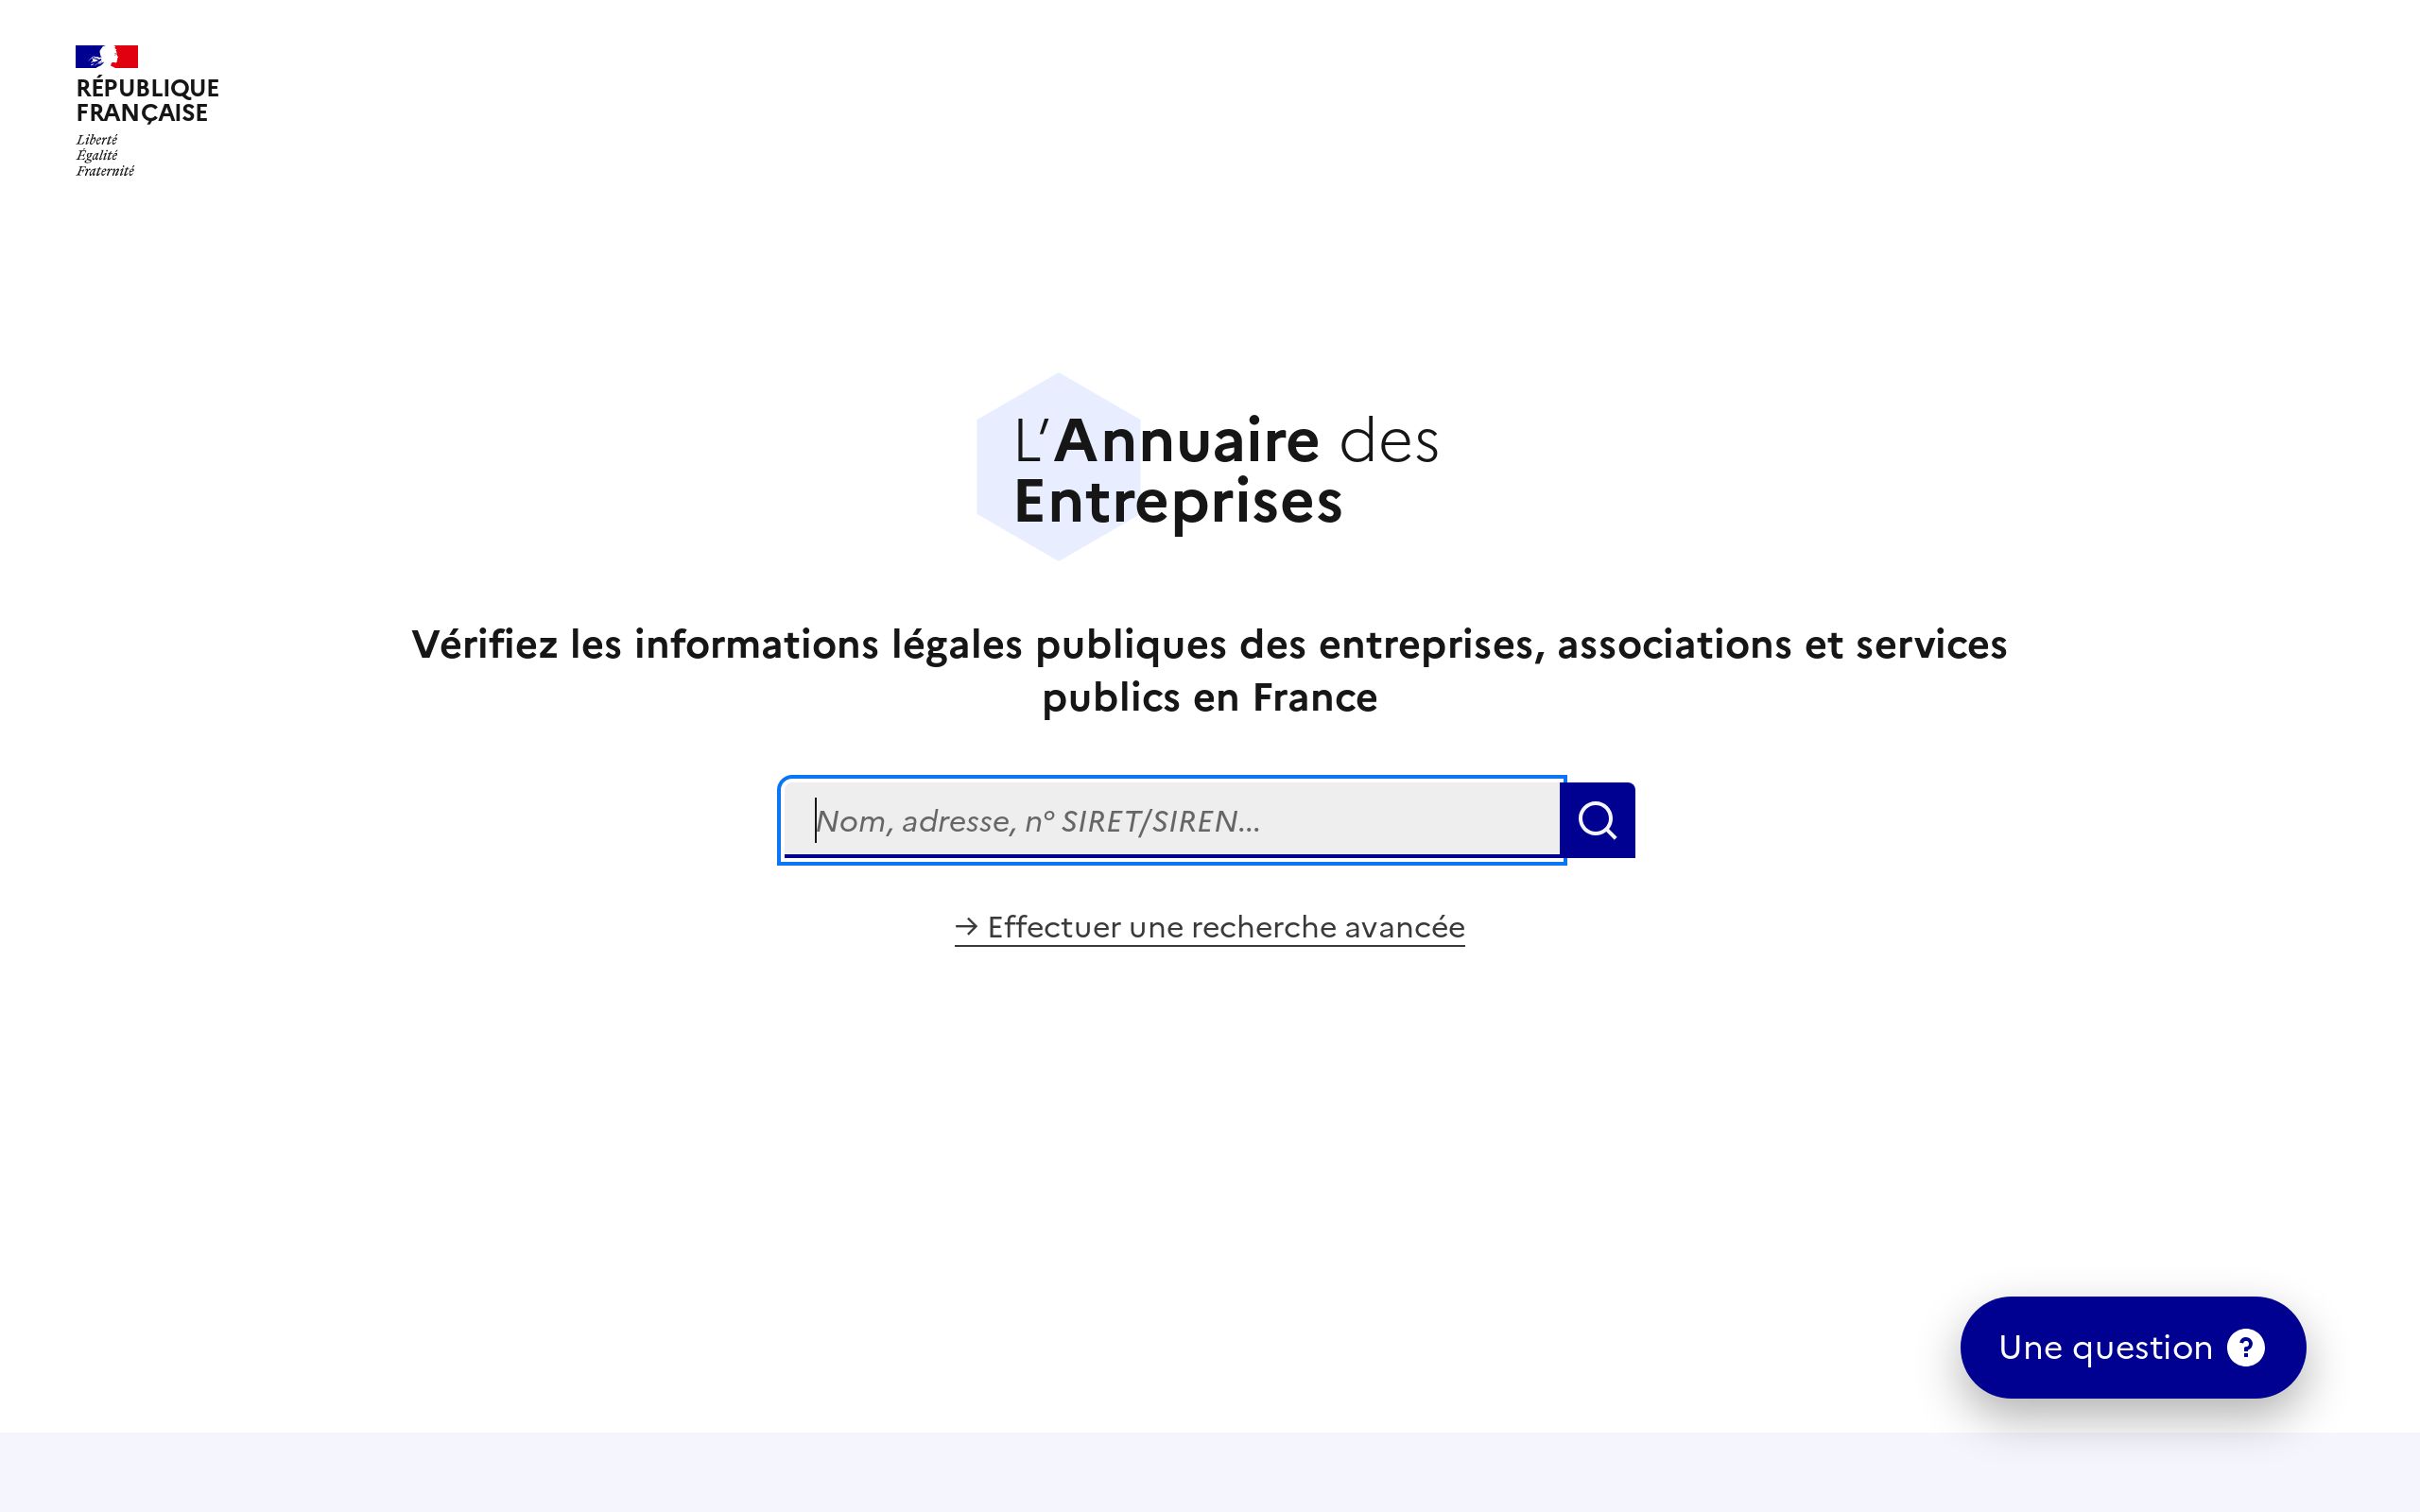 RÉPUBLIQUE
FRANÇAISE
Liberté
Égalité
Fraternité
L’Annuaire des
Entreprises
Vérifiez les informations légales publiques des entreprises, associations et services
publics en France
Nom, adresse, n° SIRET/SIREN...
→ Effectuer une recherche avancée
Une question ?